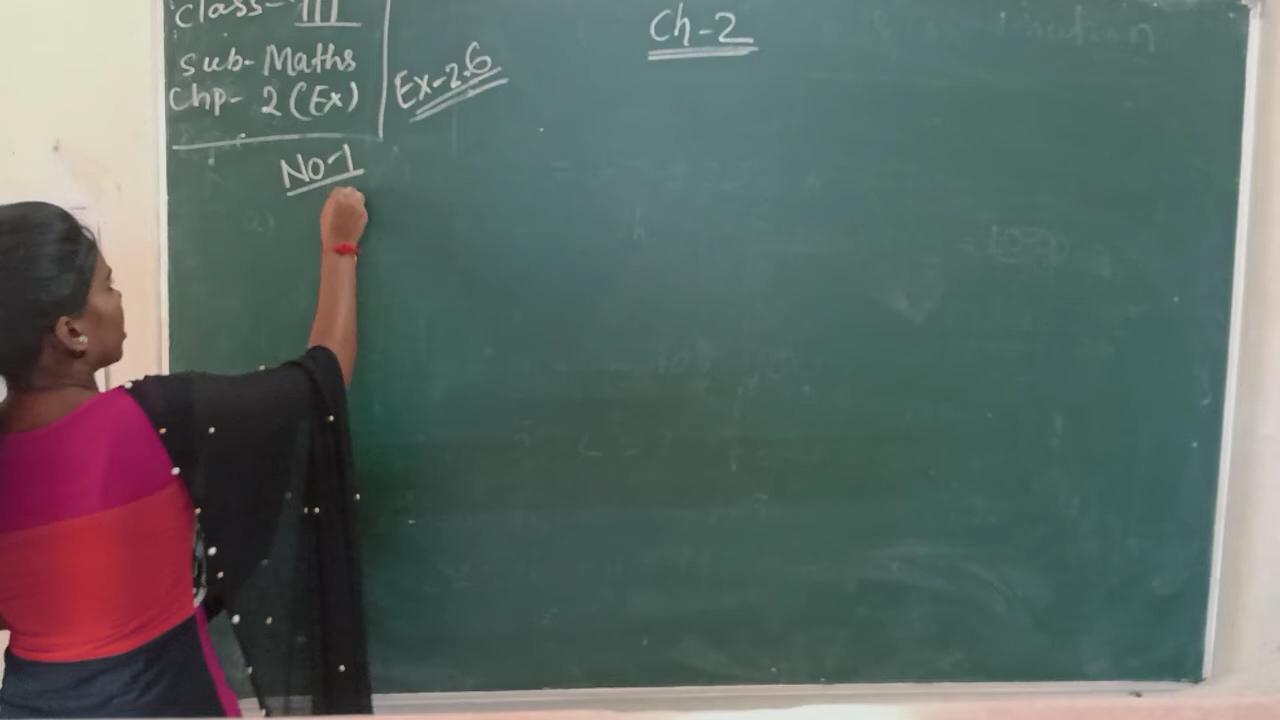 Class- III
Sub- Maths
Chp- 2 (Ex)
Ch-2
Ex-2.6
No-1